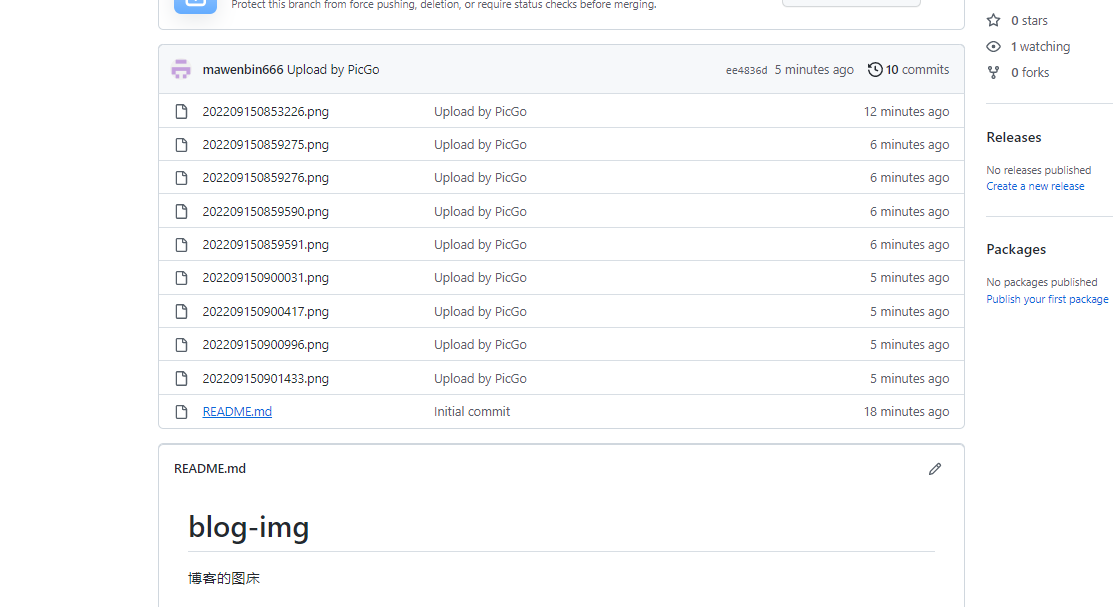 Protect this branch from force pushing, deletion, or require status checks before merging.
0 stars
1 watching
0 forks
mawenbin666 Upload by PicGo ee4836d 5 minutes ago 10 commits
202209150853226.png Upload by PicGo 12 minutes ago
202209150859275.png Upload by PicGo 6 minutes ago
202209150859276.png Upload by PicGo 6 minutes ago
202209150859590.png Upload by PicGo 6 minutes ago
202209150859591.png Upload by PicGo 6 minutes ago
202209150900031.png Upload by PicGo 5 minutes ago
202209150900417.png Upload by PicGo 5 minutes ago
202209150900996.png Upload by PicGo 5 minutes ago
202209150901433.png Upload by PicGo 5 minutes ago
README.md Initial commit 18 minutes ago
Releases
No releases published
Create a new release
Packages
No packages published
Publish your first package
README.md
blog-img
博客的图床